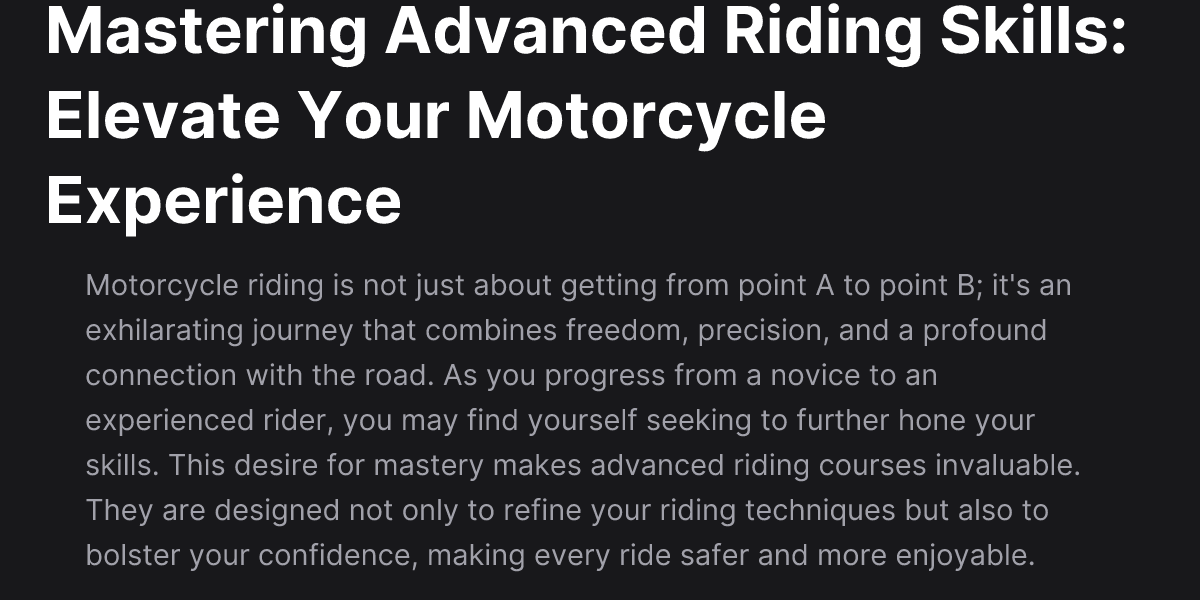 Mastering Advanced Riding Skills:
Elevate Your Motorcycle
Experience
Motorcycle riding is not just about getting from point A to point B; it's an
exhilarating journey that combines freedom, precision, and a profound
connection with the road. As you progress from a novice to an
experienced rider, you may find yourself seeking to further hone your
skills. This desire for mastery makes advanced riding courses invaluable.
They are designed not only to refine your riding techniques but also to
bolster your confidence, making every ride safer and more enjoyable.